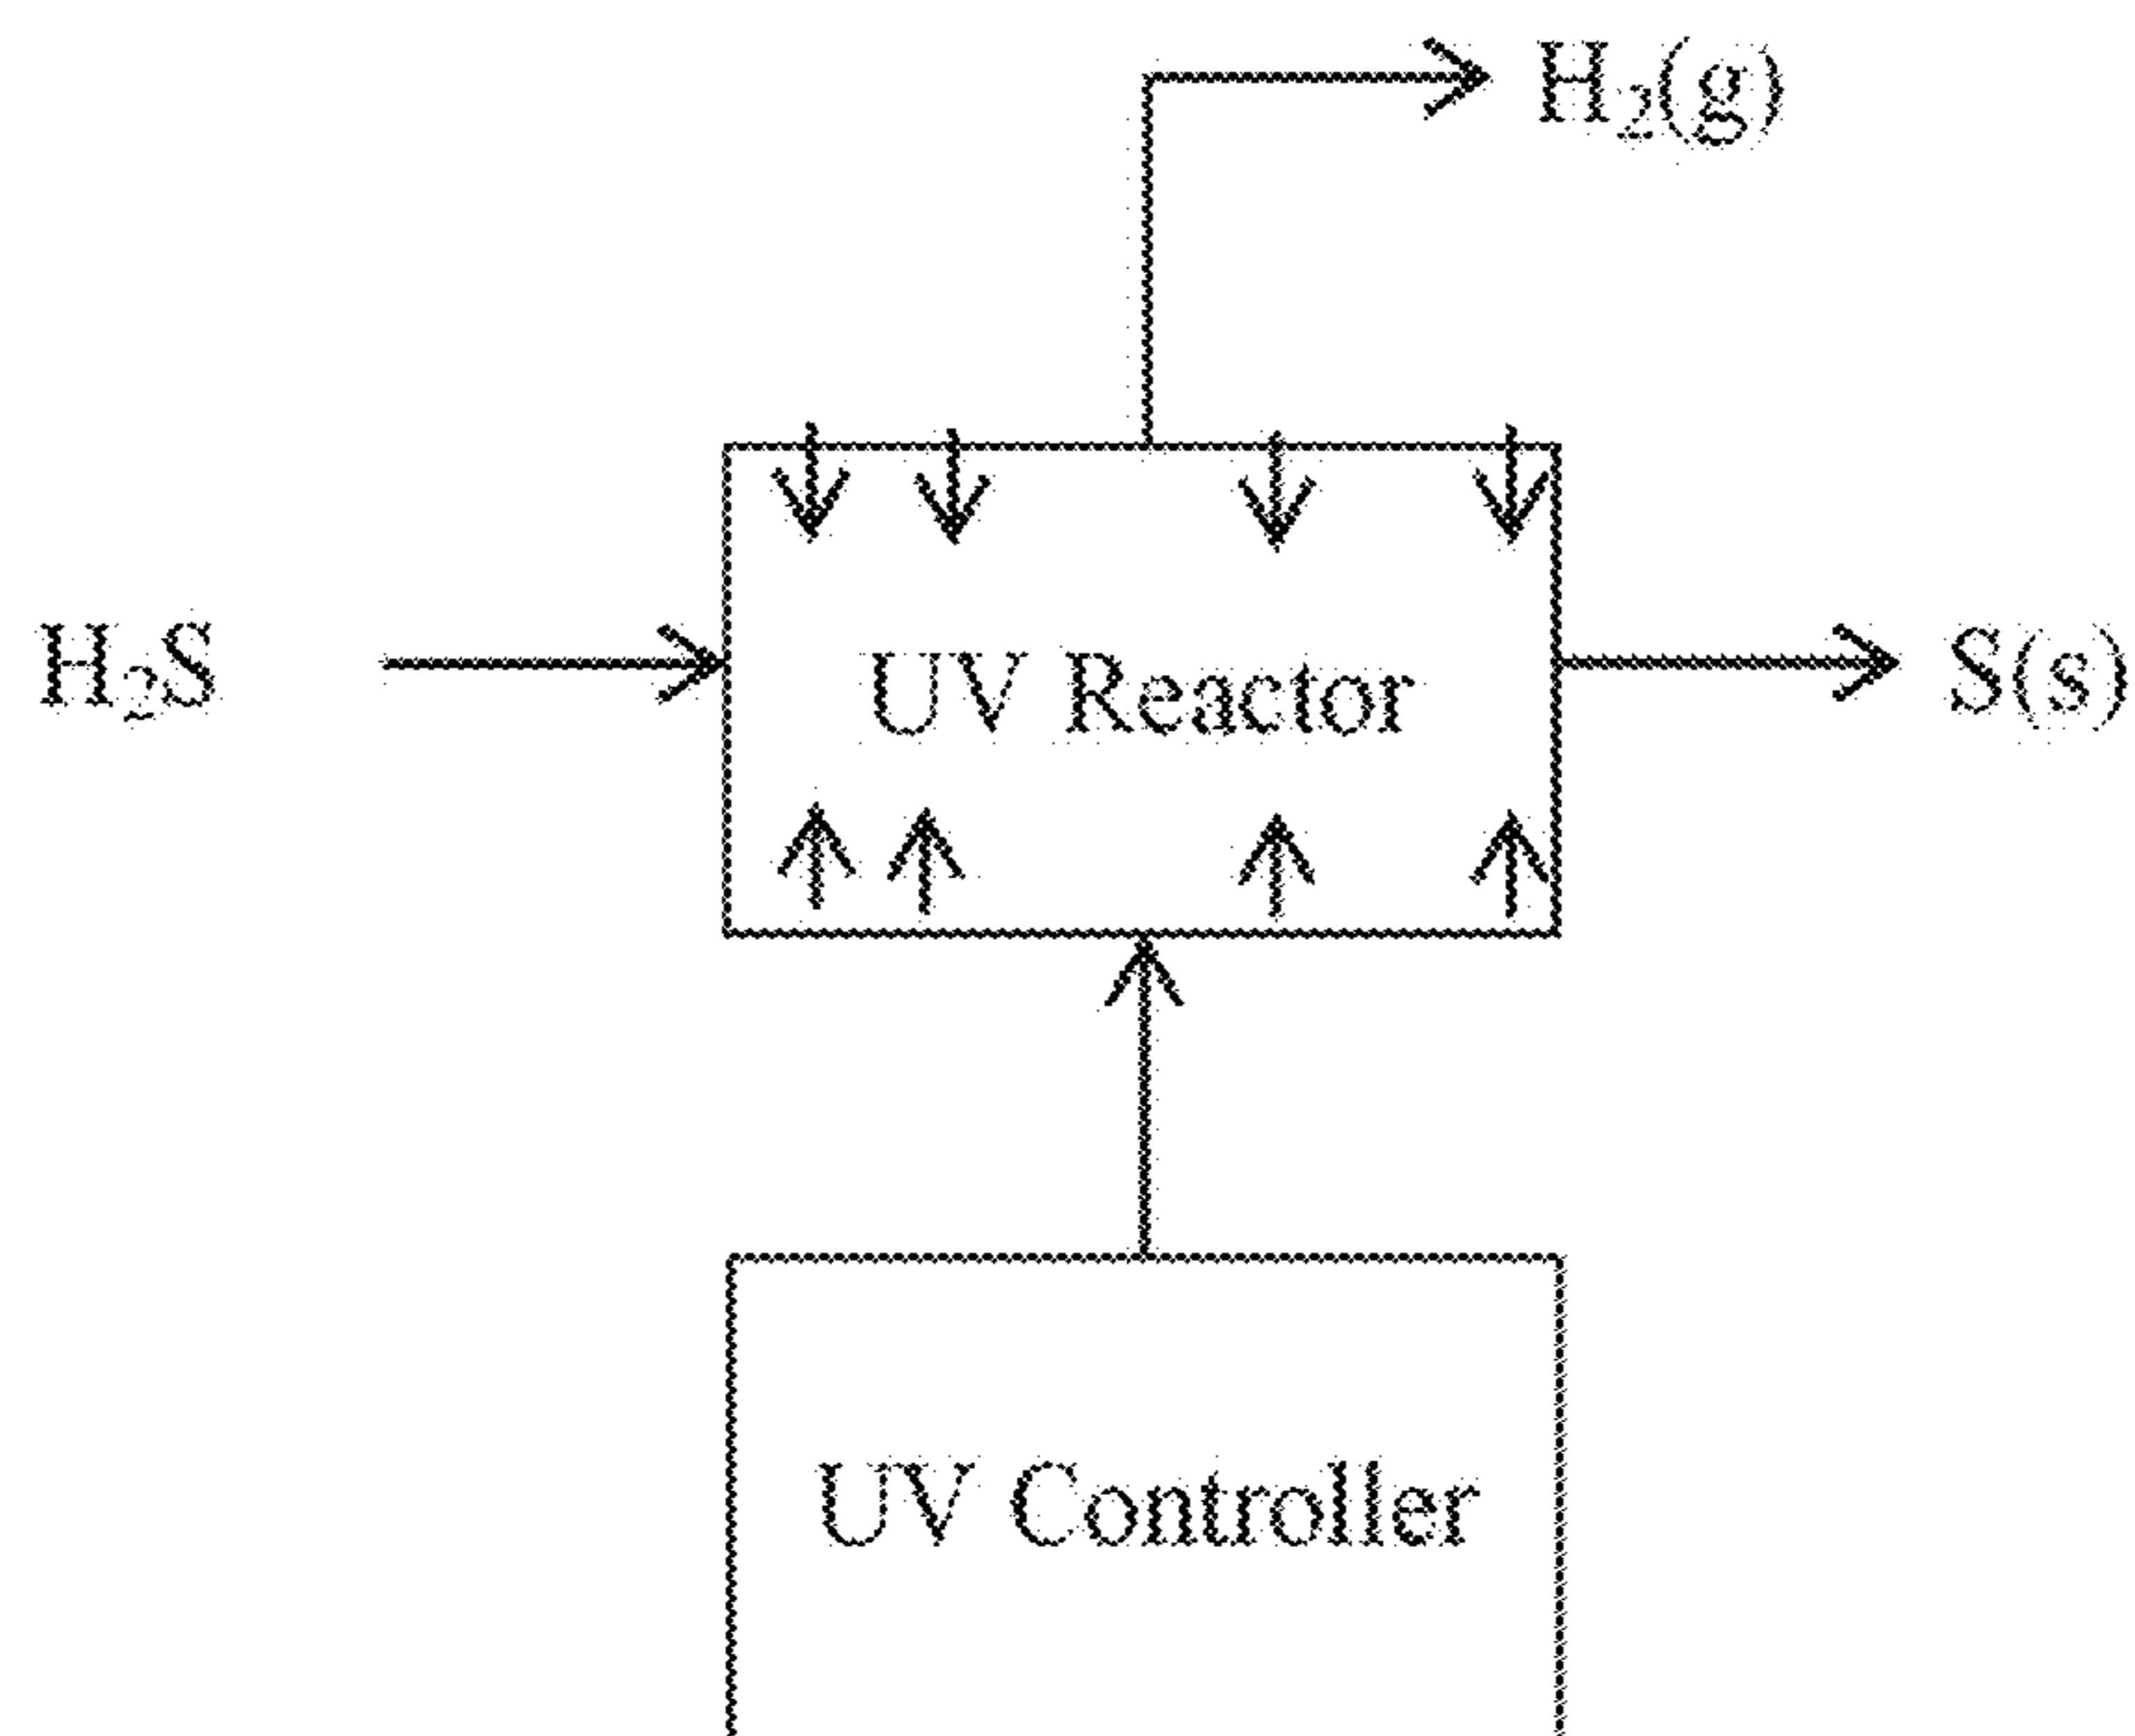 H₂(g)
H₂S
UV Reactor
S(s)
UV Controller